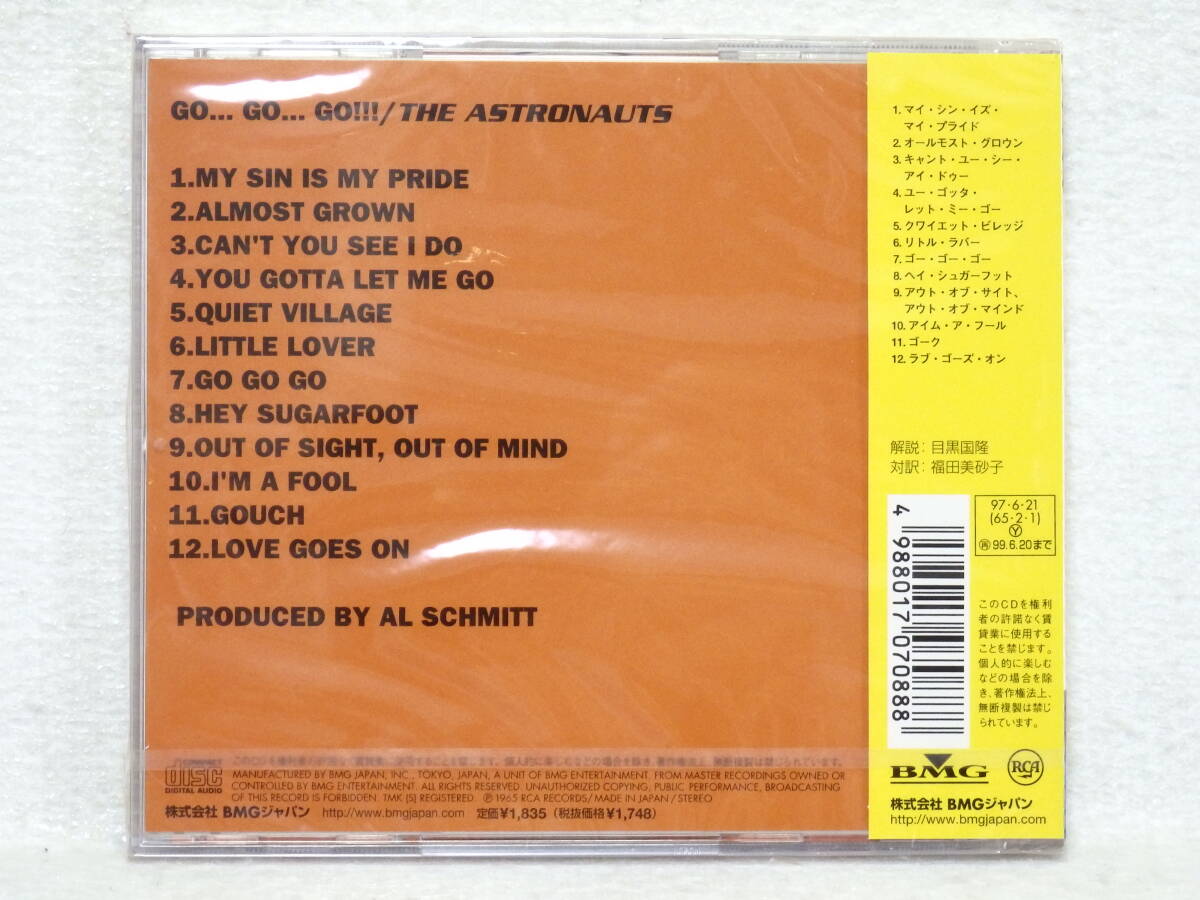 GO... GO... GO!!!/THE ASTRONAUTS
1.MY SIN IS MY PRIDE
2.ALMOST GROWN
3.CAN'T YOU SEE I DO
4.YOU GOTTA LET ME GO
5.QUIET VILLAGE
6.LITTLE LOVER
7.GO GO GO
8.HEY SUGARFOOT
9.OUT OF SIGHT, OUT OF MIND
10.I'M A FOOL
11.GOUCH
12.LOVE GOES ON
PRODUCED BY AL SCHMITT
COMPACT
DISC
DIGITAL AUDIO
MANUFACTURED BY BMG JAPAN, INC., TOKYO, JAPAN, A UNIT OF BMG ENTERTAINMENT. FROM MASTER RECORDINGS OWNED OR
CONTROLLED BY BMG ENTERTAINMENT. ALL RIGHTS RESERVED. UNAUTHORIZED COPYING, PUBLIC PERFORMANCE, BROADCASTING
OF THIS RECORD IS FORBIDDEN. TMK [S] REGISTERED. ℗1965 RCA RECORDS/MADE IN JAPAN/STEREO
株式会社 BMGジャパン http://www.bmgjapan.com 定価¥1,835（税抜価格¥1,748）
1. マイ・シン・イズ・
マイ・プライド
2. オールモスト・グロウン
3. キャント・ユー・シー・
アイ・ドゥー
4. ユー・ゴッタ・
レット・ミー・ゴー
5. クワイエット・ビレッジ
6. リトル・ラバー
7. ゴー・ゴー・ゴー
8. ヘイ・シュガーフット
9. アウト・オブ・サイト、
アウト・オブ・マインド
10. アイム・ア・フール
11. ゴーク
12. ラブ・ゴーズ・オン
解説：目黒国隆
対訳：福田美砂子
97・6・21
(65・2・1)
Ⓨ
再 99.6.20まで
4 988017 070888
このCDを権利
者の許諾なく賃
貸業に使用する
ことを禁じます。
個人的に楽しむ
などの場合を除
き、著作権法上、
無断複製は禁じ
られています。
BMG RCA
株式会社 BMGジャパン
http://www.bmgjapan.com